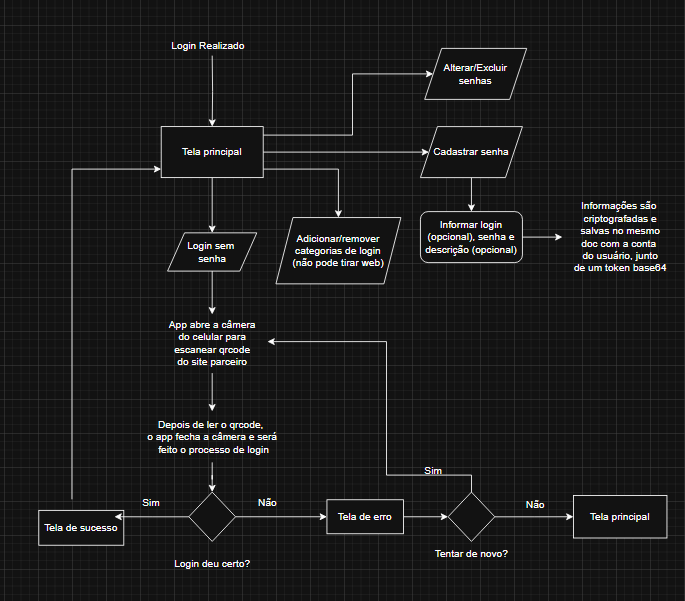 Login Realizado
Alterar/Excluir
senhas
Tela principal
Cadastrar senha
Informações são
criptografadas e
salvas no mesmo
doc com a conta
do usuário, junto
de um token base64
Informar login
(opcional), senha e
descrição (opcional)
Login sem
senha
Adicionar/remover
categorias de login
(não pode tirar web)
App abre a câmera
do celular para
escanear qrcode
do site parceiro
Depois de ler o qrcode,
o app fecha a câmera e será
feito o processo de login
Sim
Sim
Não
Não
Tela de sucesso
Tela de erro
Tela principal
Tentar de novo?
Login deu certo?